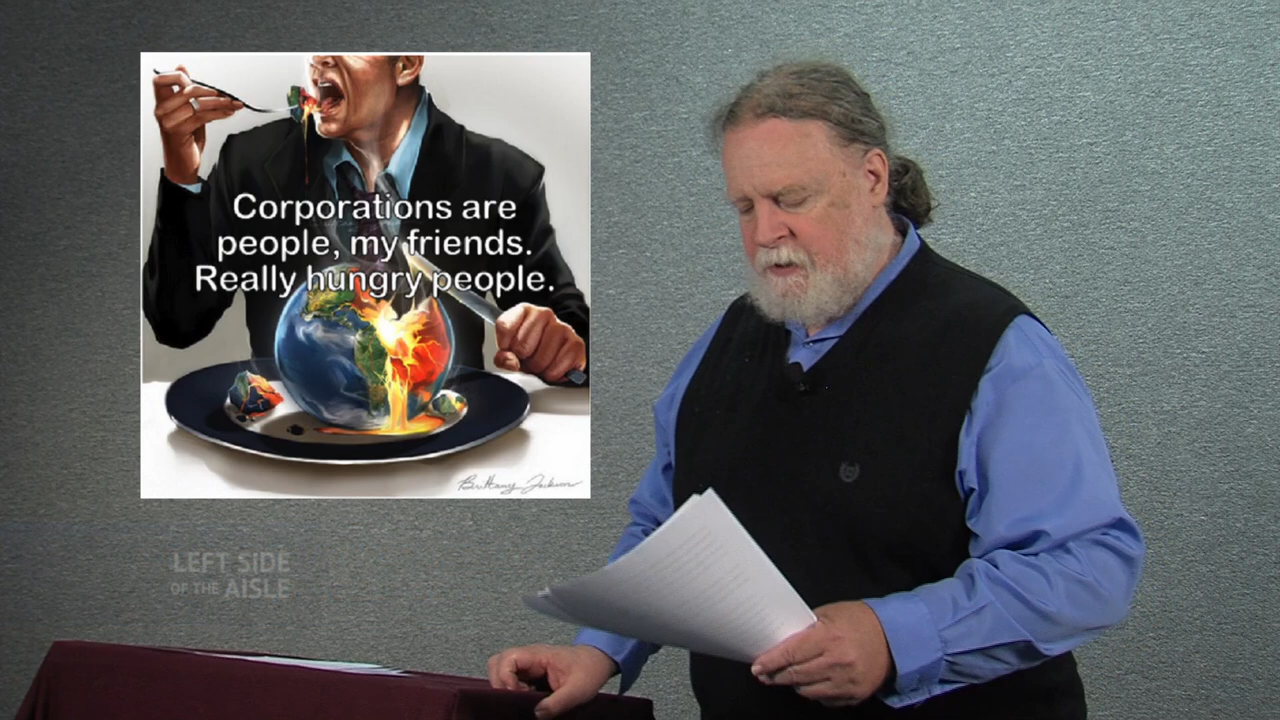 Corporations are
people, my friends.
Really hungry people.
Brittany Jackson
LEFT SiDE
OF THE AISLE